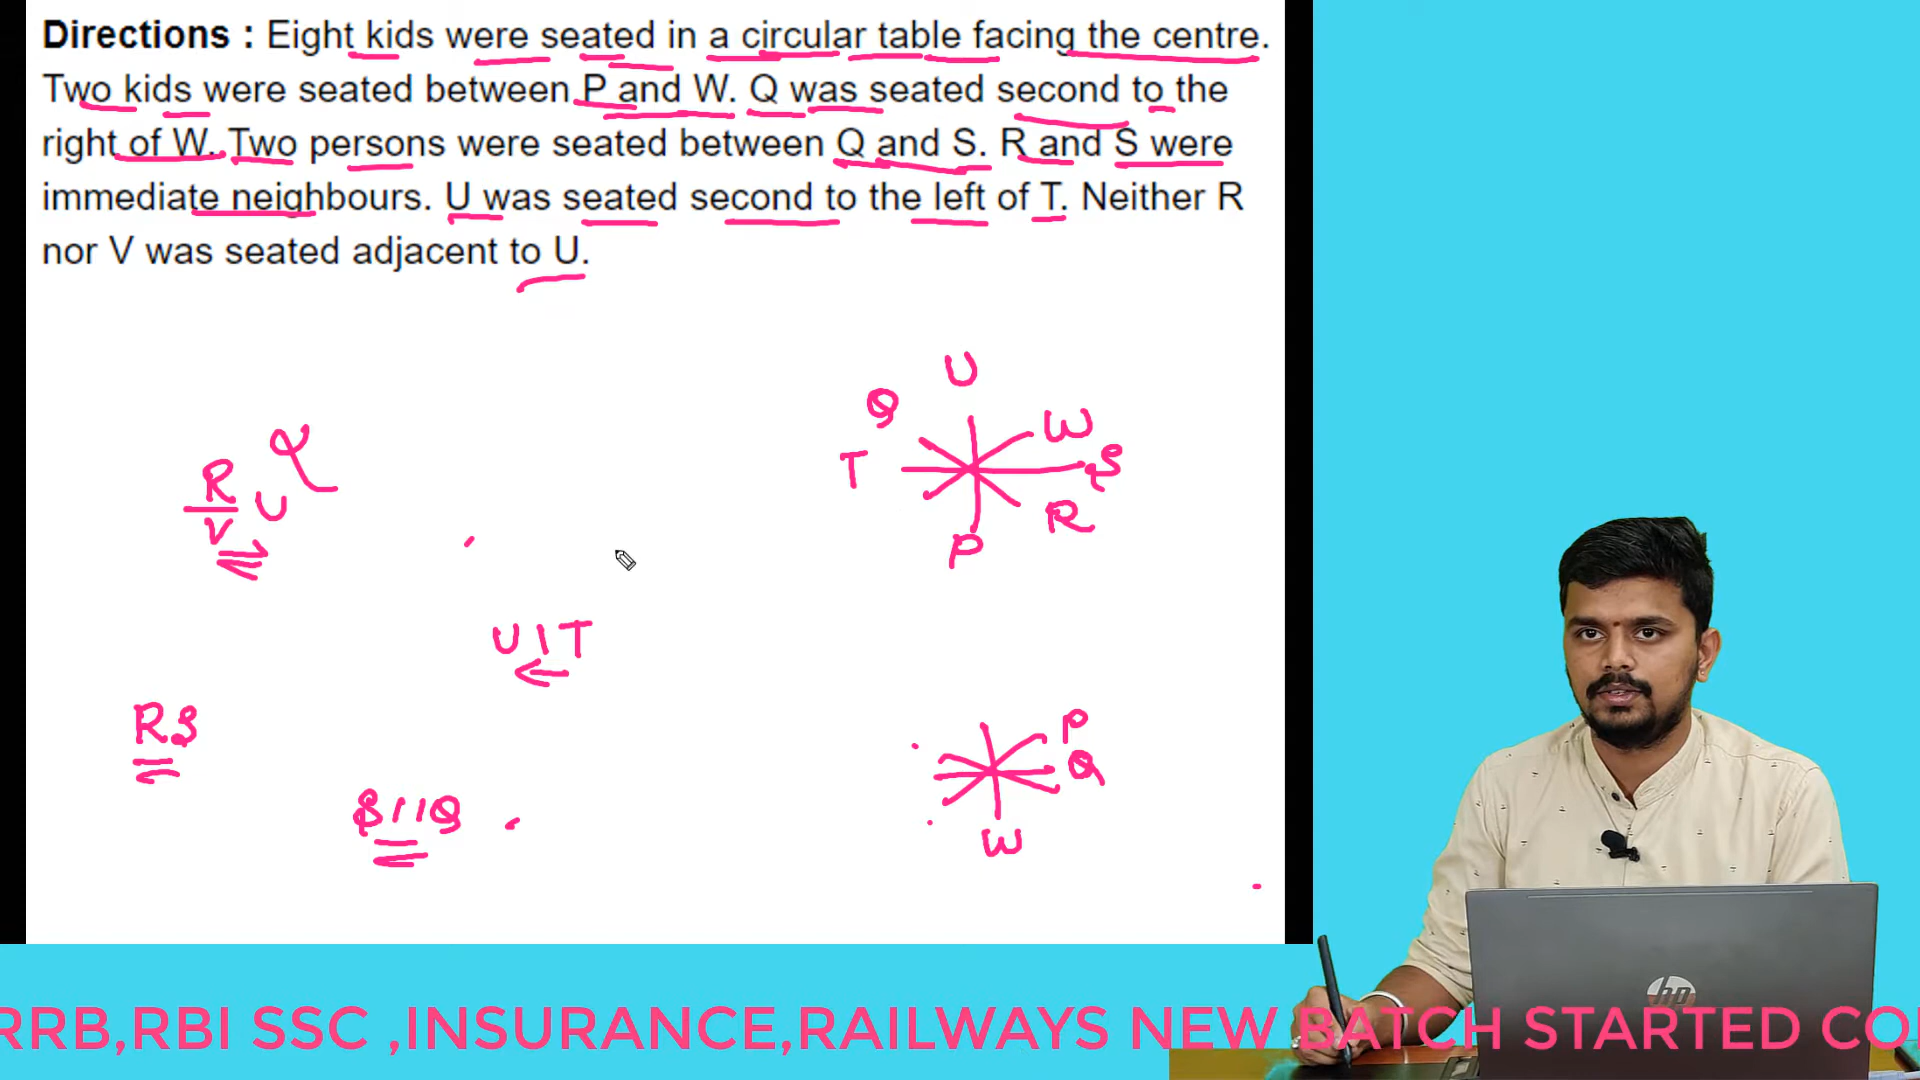 Directions : Eight kids were seated in a circular table facing the centre.
Two kids were seated between P and W. Q was seated second to the
right of W. Two persons were seated between Q and S. R and S were
immediate neighbours. U was seated second to the left of T. Neither R
nor V was seated adjacent to U.
U
Q
W
T
S
R
P
Q
R U
V
U I T
RS
S I I Q
P
Q
W
hp
RRB,RBI SSC ,INSURANCE,RAILWAYS NEW BATCH STARTED CO